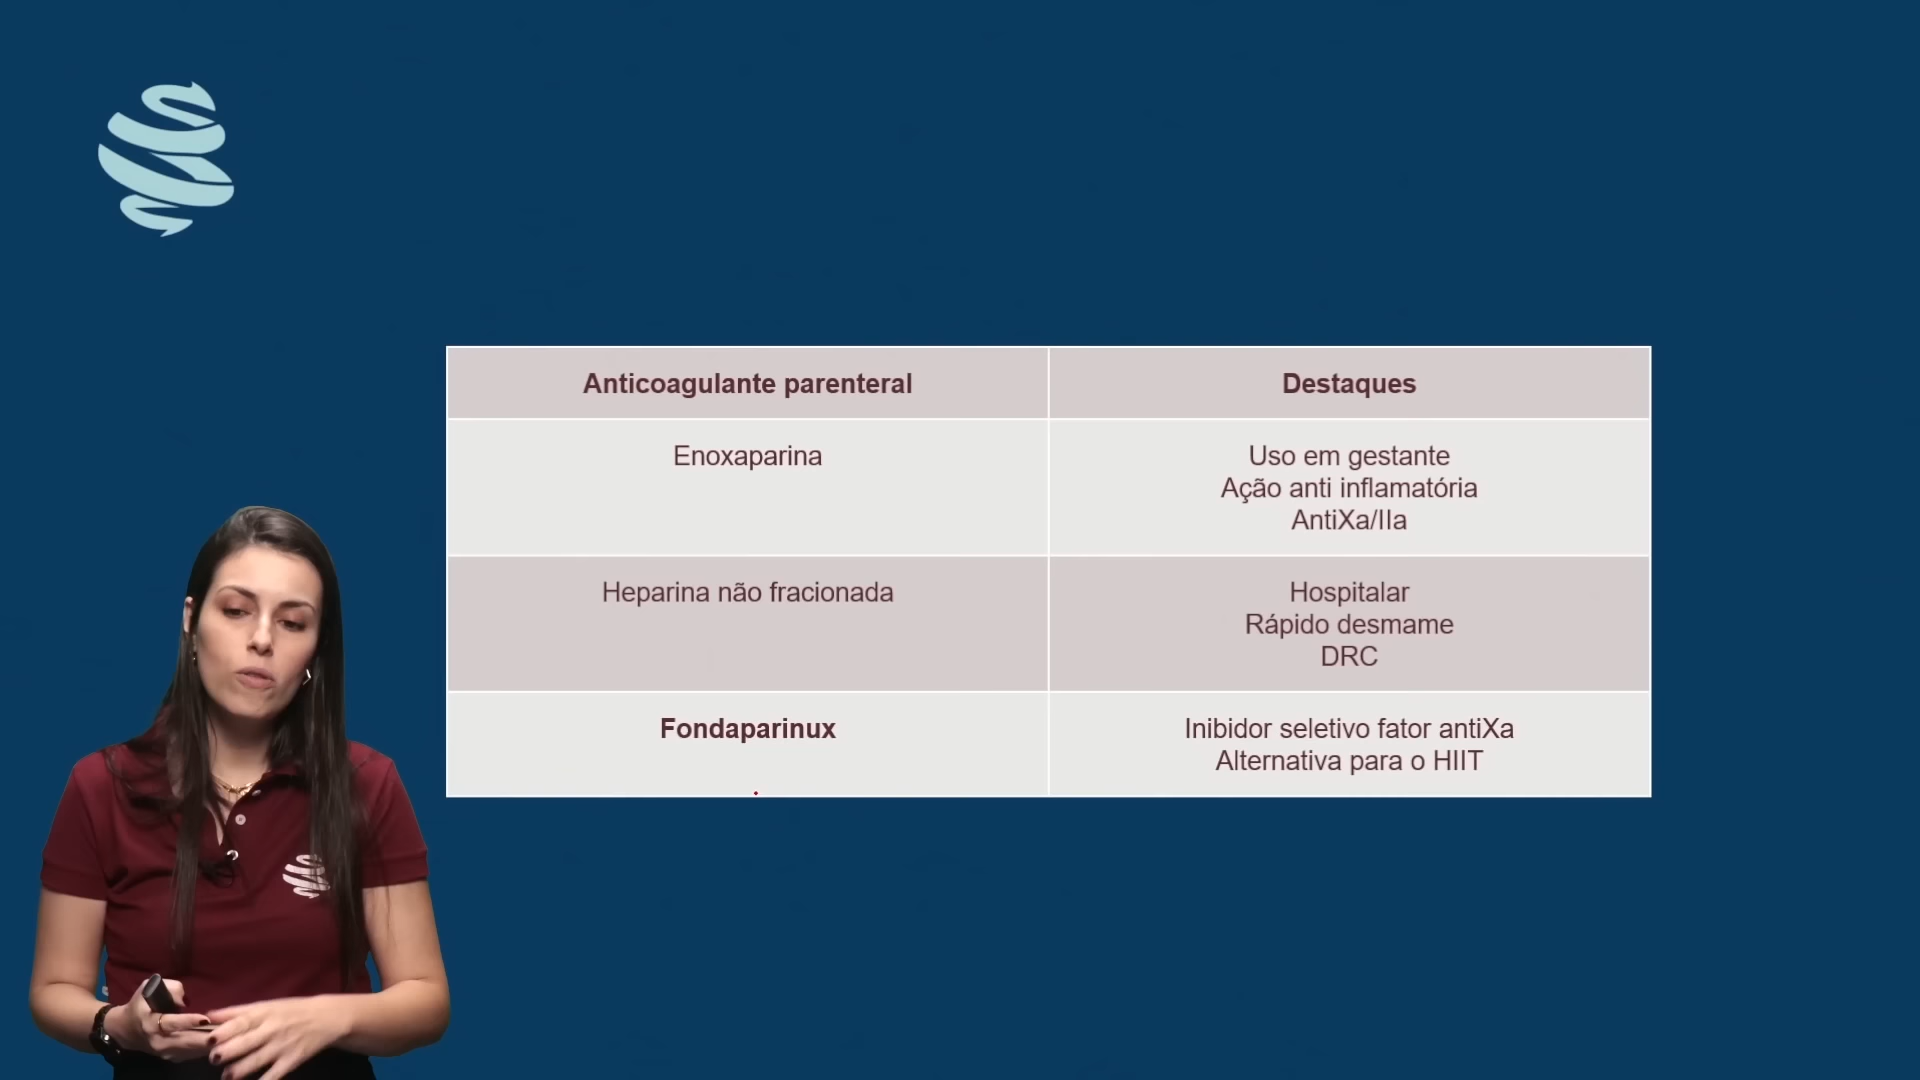 Anticoagulante parenteral
Destaques
Enoxaparina
Uso em gestante
Ação anti inflamatória
AntiXa/IIa
Heparina não fracionada
Hospitalar
Rápido desmame
DRC
Fondaparinux
Inibidor seletivo fator antiXa
Alternativa para o HIIT